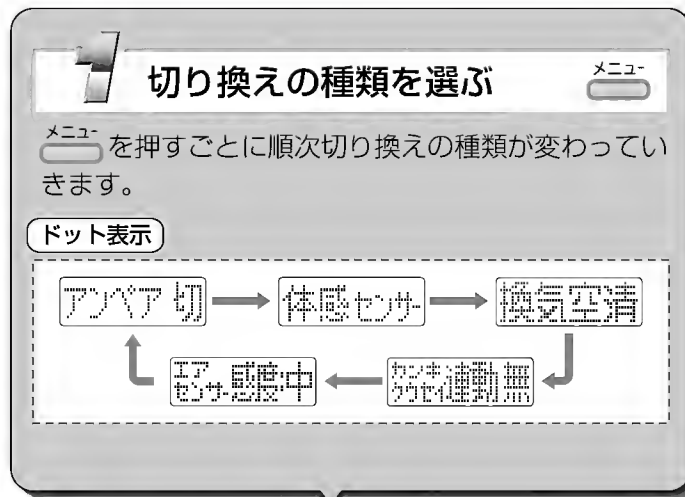 1 切り換えの種類を選ぶ メニュー
メニュー を押すごとに順次切り換えの種類が変わってい
きます。
ドット表示
アンペア 切 → 体感センサー → 換気空清
エアセンサー感度:中 ← カンキクウセイ連動無